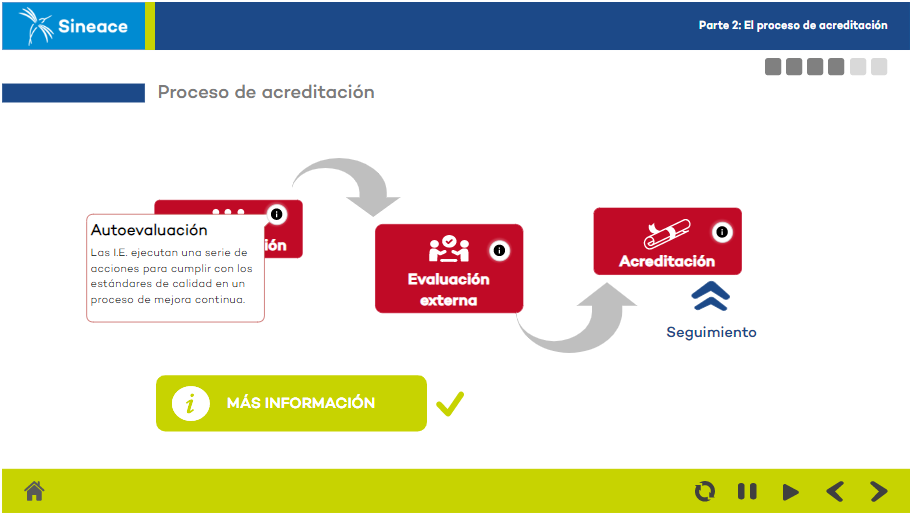 Sineace
Parte 2: El proceso de acreditación
Proceso de acreditación
Autoevaluación
Las I.E. ejecutan una serie de
acciones para cumplir con los
estándares de calidad en un
proceso de mejora continua.
ión
Evaluación
externa
Acreditación
Seguimiento
MÁS INFORMACIÓN